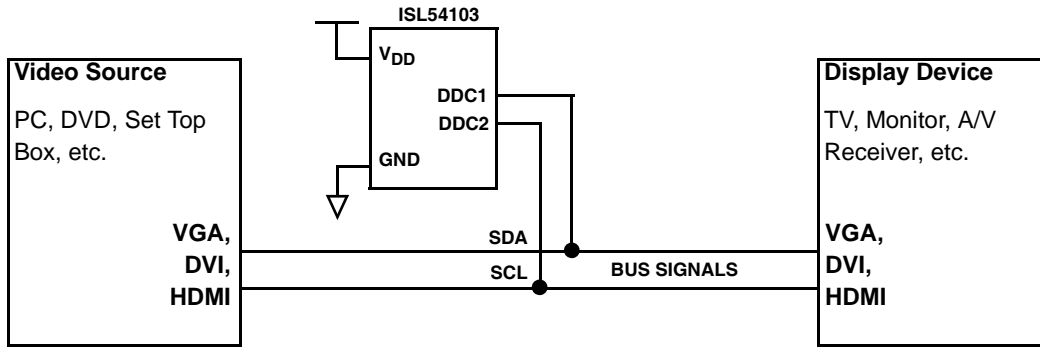 ISL54103
VDD
DDC1
DDC2
GND
Video Source
PC, DVD, Set Top
Box, etc.
VGA,
DVI,
HDMI
SDA
SCL
BUS SIGNALS
Display Device
TV, Monitor, A/V
Receiver, etc.
VGA,
DVI,
HDMI